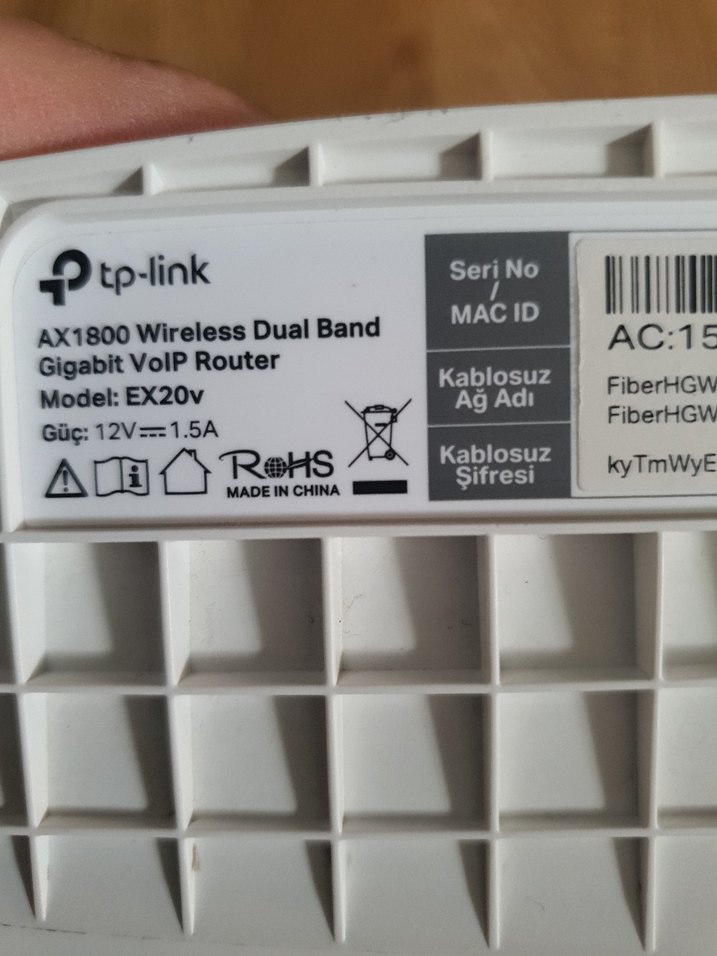 tp-link
AX1800 Wireless Dual Band
Gigabit VoIP Router
Model: EX20v
Güç: 12V⎓1.5A
RoHS
MADE IN CHINA
Seri No
/
MAC ID
Kablosuz
Ağ Adı
Kablosuz
Şifresi
AC:15
FiberHGW
FiberHGW
kyTmWyE